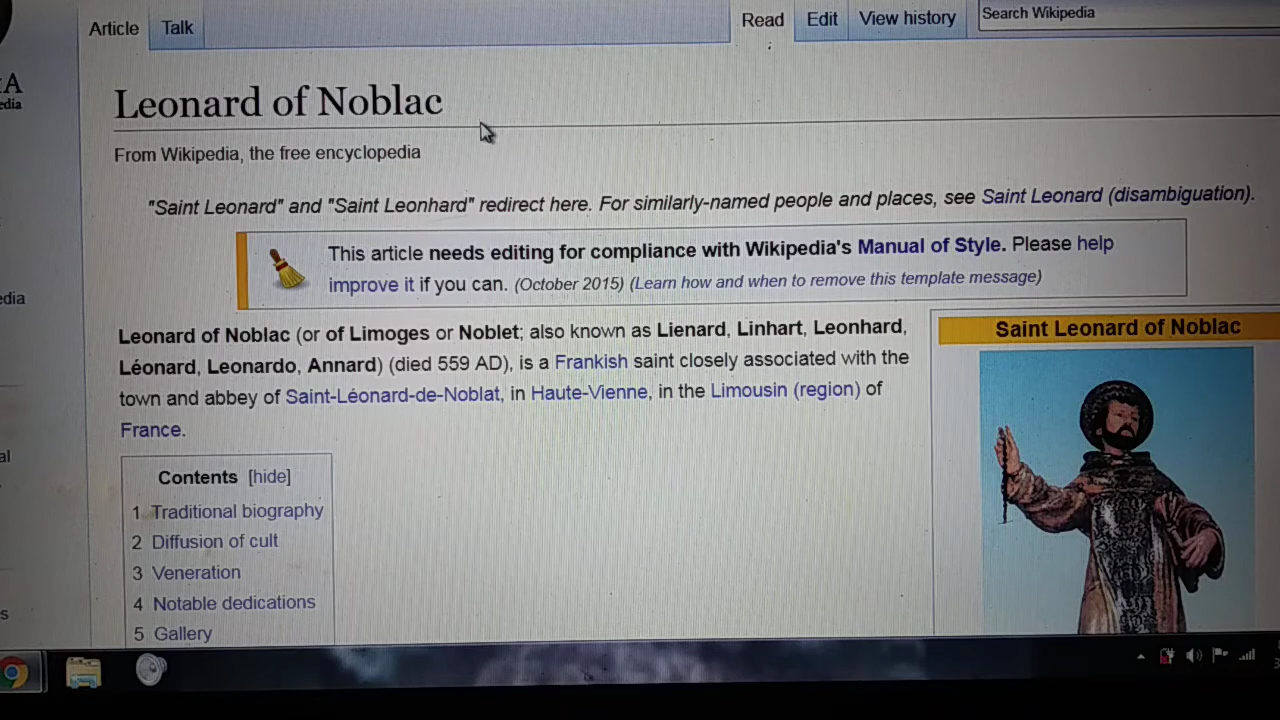 Article Talk Read Edit View history Search Wikipedia
Leonard of Noblac
From Wikipedia, the free encyclopedia
"Saint Leonard" and "Saint Leonhard" redirect here. For similarly-named people and places, see Saint Leonard (disambiguation).
This article needs editing for compliance with Wikipedia's Manual of Style. Please help
improve it if you can. (October 2015) (Learn how and when to remove this template message)
Leonard of Noblac (or of Limoges or Noblet; also known as Lienard, Linhart, Leonhard,
Léonard, Leonardo, Annard) (died 559 AD), is a Frankish saint closely associated with the
town and abbey of Saint-Léonard-de-Noblat, in Haute-Vienne, in the Limousin (region) of
France.
Saint Leonard of Noblac
Contents [hide]
1 Traditional biography
2 Diffusion of cult
3 Veneration
4 Notable dedications
5 Gallery